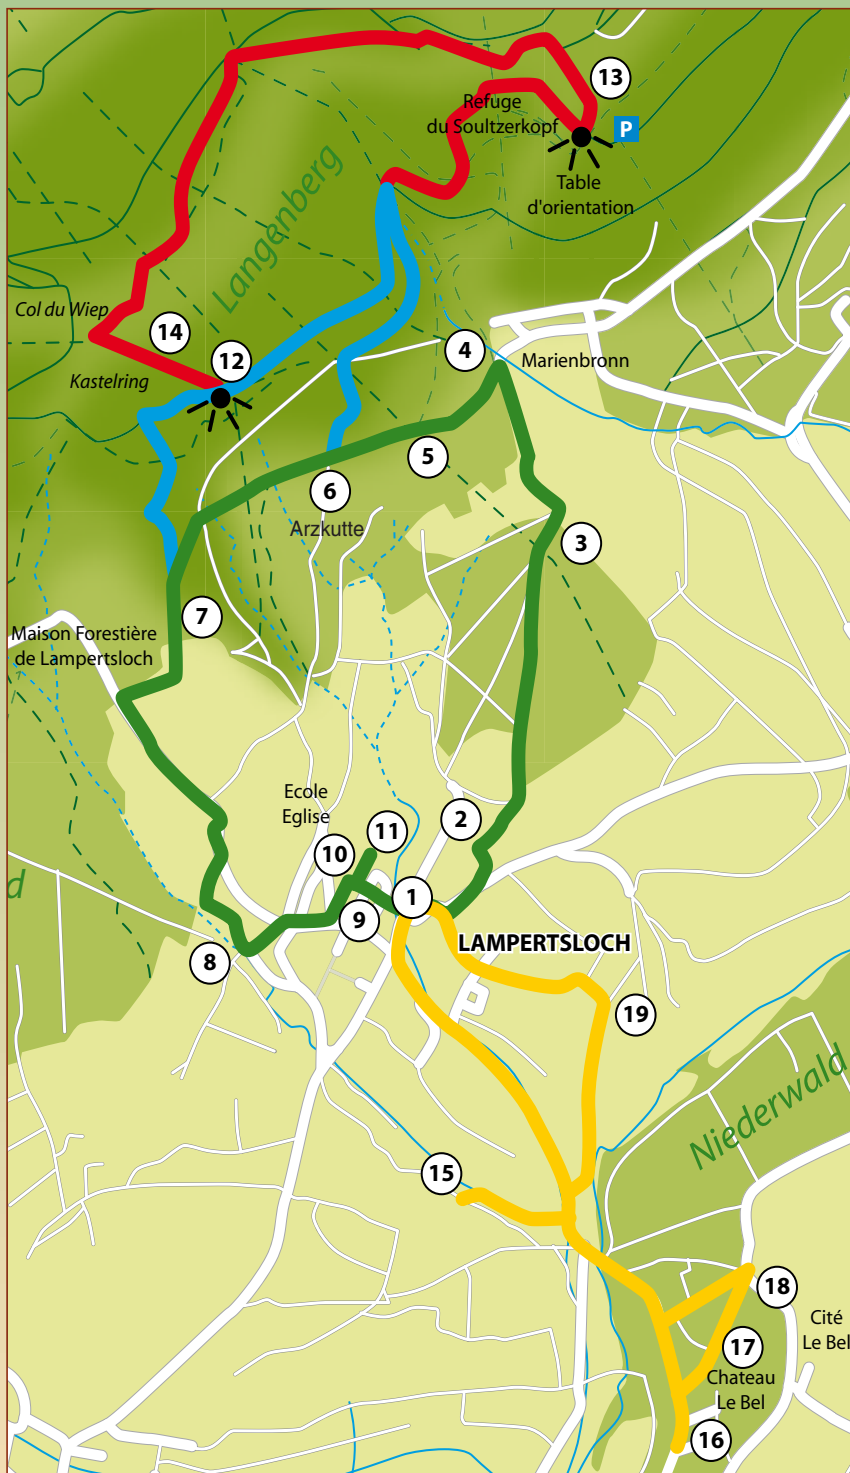 13
Refuge
du Soultzerkopf
P
Table
d'orientation
Langenberg
Col du Wiep
14
12
4
Marienbronn
Kastelring
5
6
Arzkutte
3
7
Maison Forestière
de Lampertsloch
Ecole
Eglise
11
2
10
d
1
9
LAMPERTSLOCH
8
19
Niederwald
15
18
Cité
Le Bel
17
Chateau
Le Bel
16